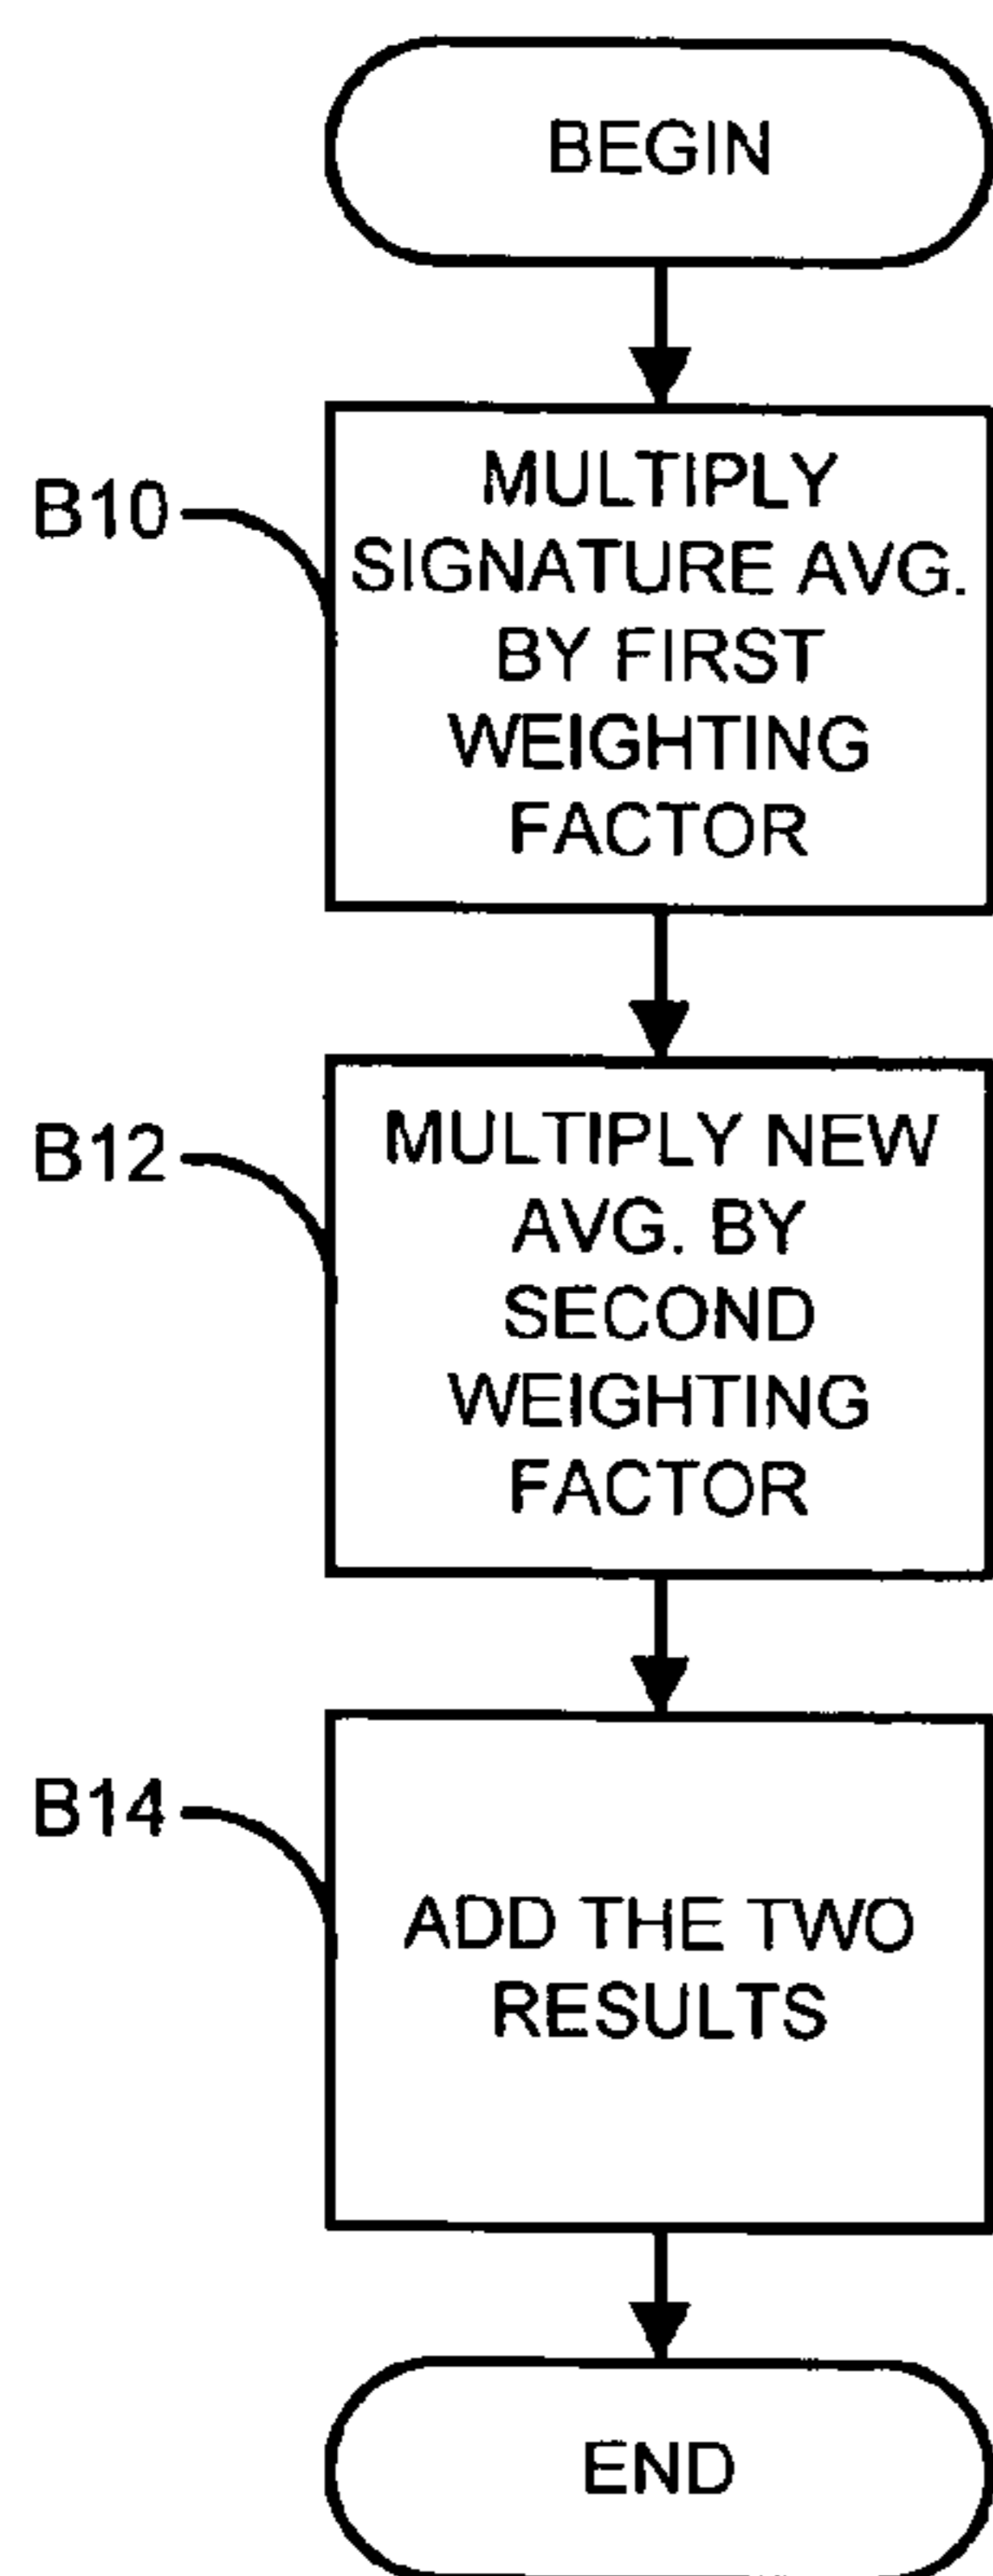 BEGIN
B10
MULTIPLY
SIGNATURE AVG.
BY FIRST
WEIGHTING
FACTOR
B12
MULTIPLY NEW
AVG. BY
SECOND
WEIGHTING
FACTOR
B14
ADD THE TWO
RESULTS
END